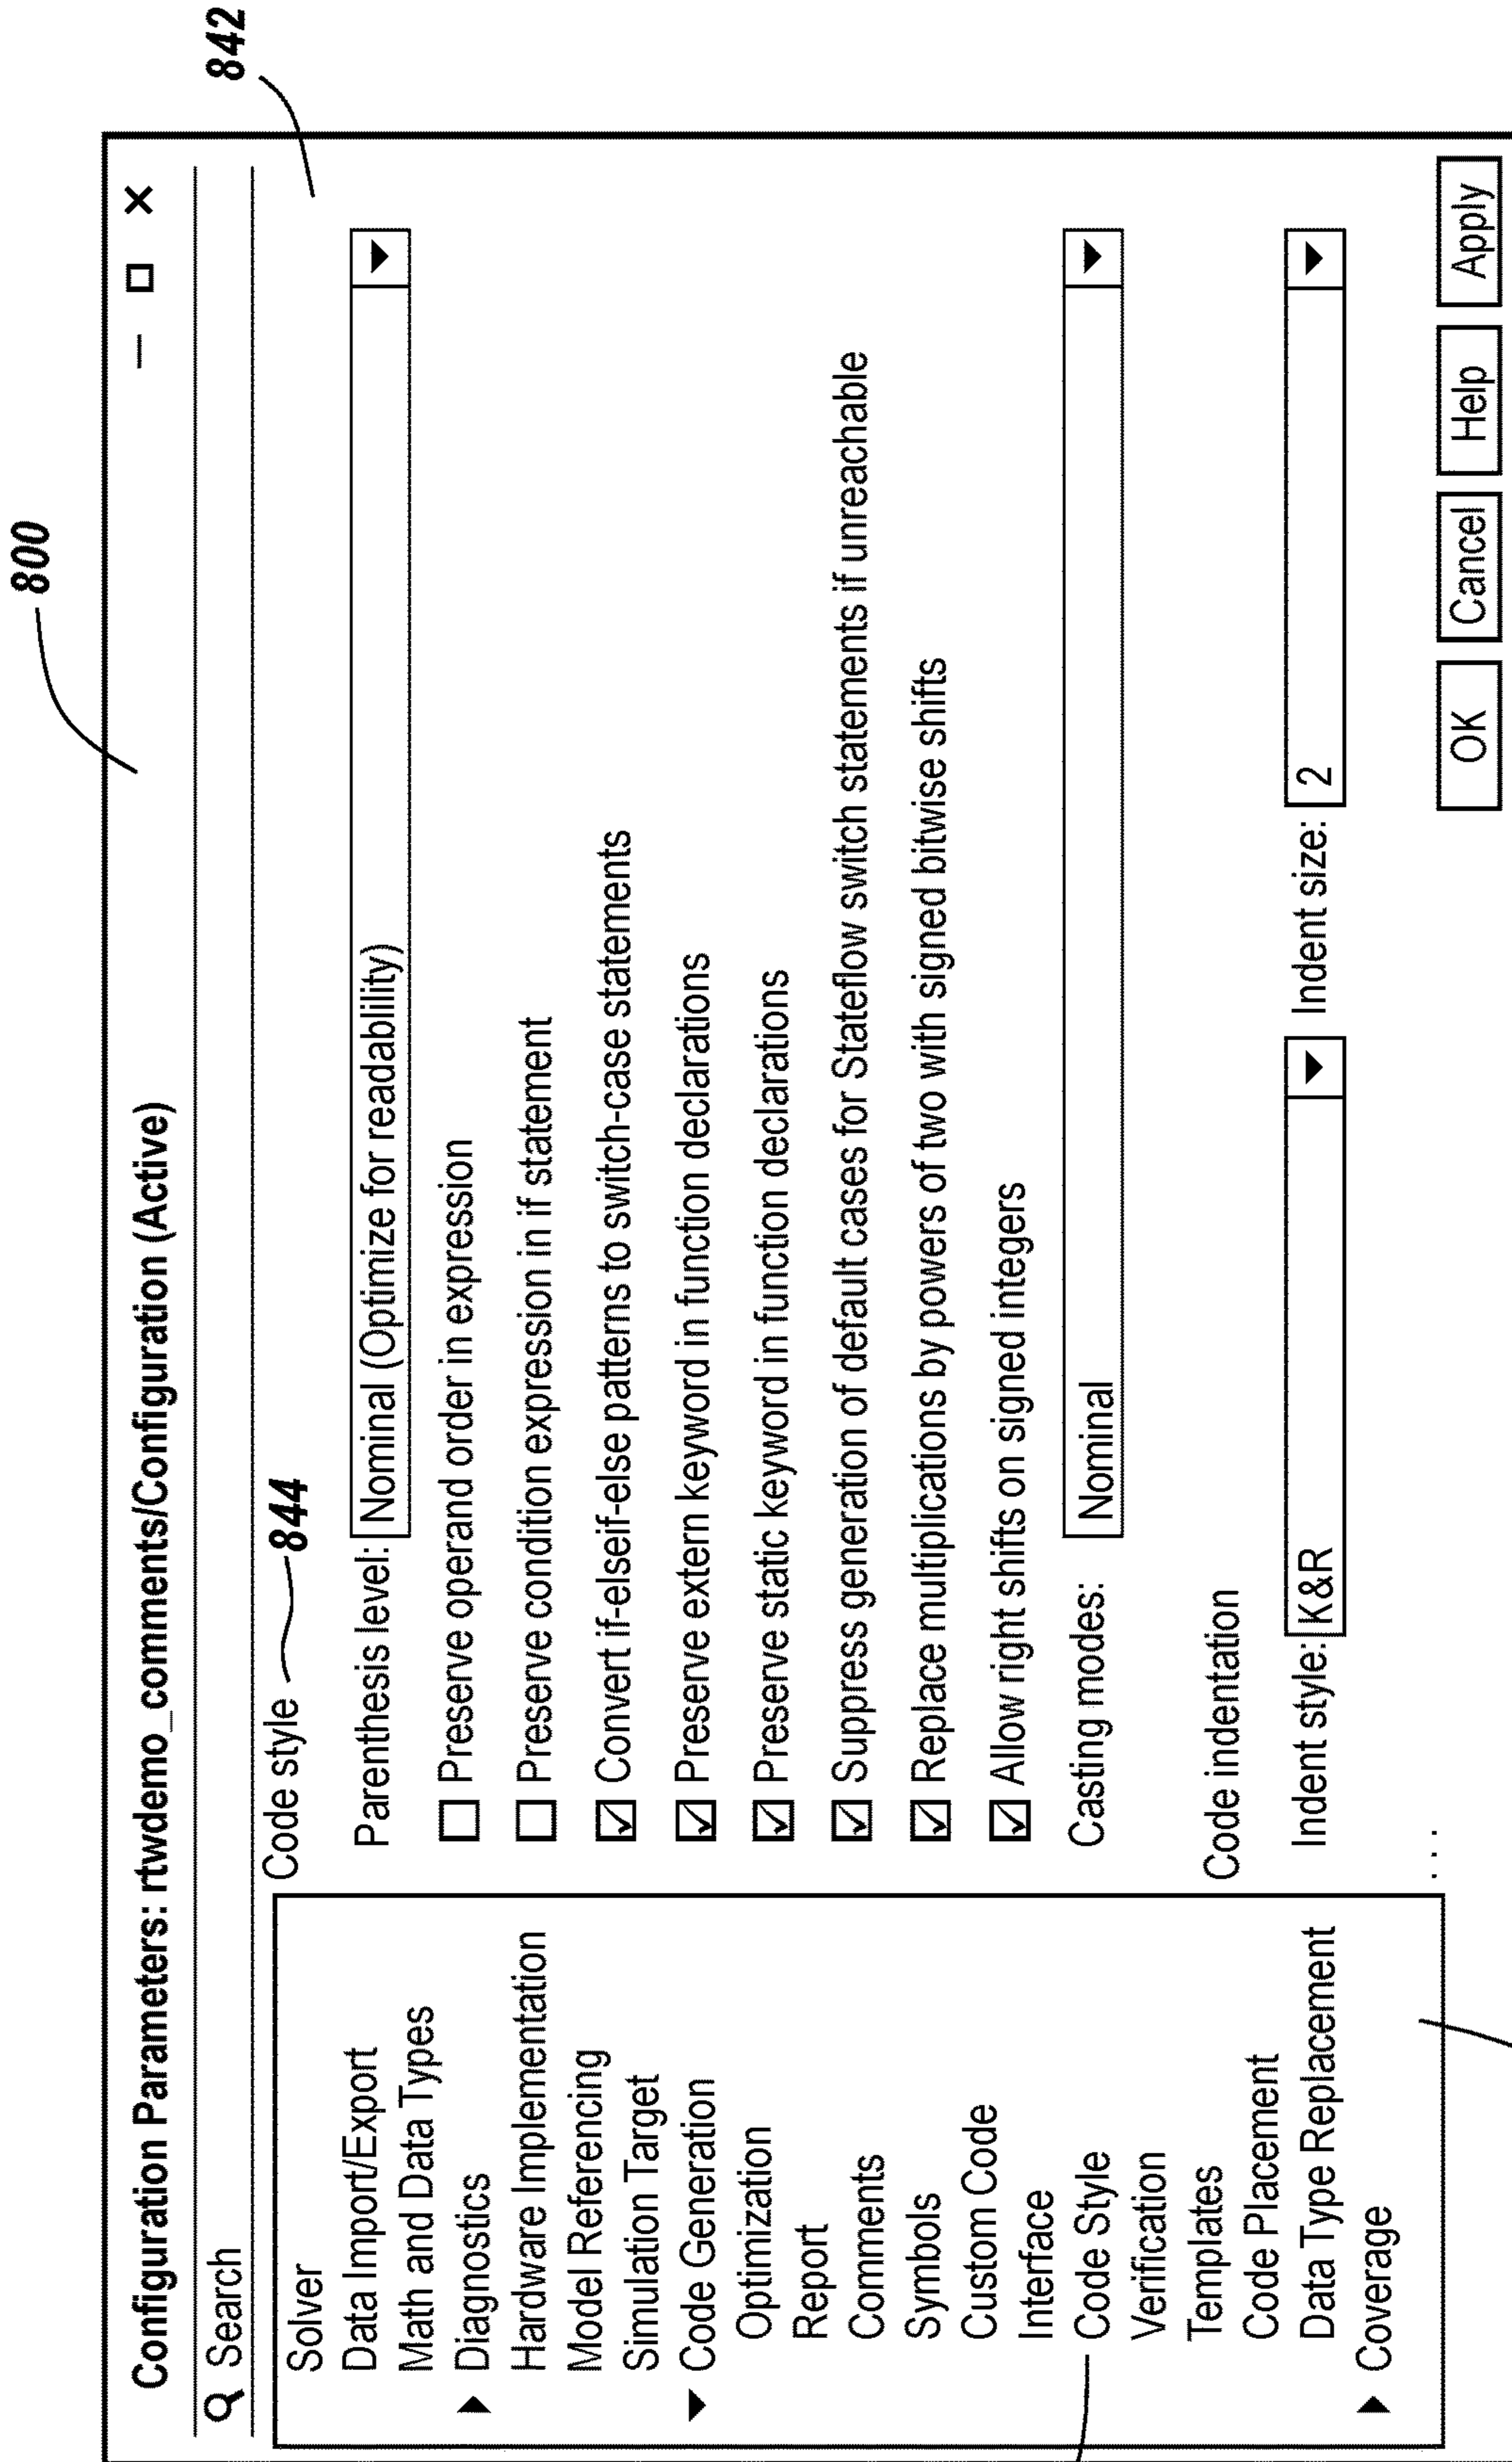 800
842
Configuration Parameters: rtwdemo_comments/Configuration (Active)
Search
Solver
Data Import/Export
Math and Data Types
Diagnostics
Hardware Implementation
Model Referencing
Simulation Target
Code Generation
Optimization
Report
Comments
Symbols
Custom Code
Interface
Code Style
Verification
Templates
Code Placement
Data Type Replacement
Coverage
Code style 844
Parenthesis level: Nominal (Optimize for readablility)
Preserve operand order in expression
Preserve condition expression in if statement
Convert if-elseif-else patterns to switch-case statements
Preserve extern keyword in function declarations
Preserve static keyword in function declarations
Suppress generation of default cases for Stateflow switch statements if unreachable
Replace multiplications by powers of two with signed bitwise shifts
Allow right shifts on signed integers
Casting modes: Nominal
Code indentation
Indent style: K&R Indent size: 2
. . .
OK Cancel Help Apply